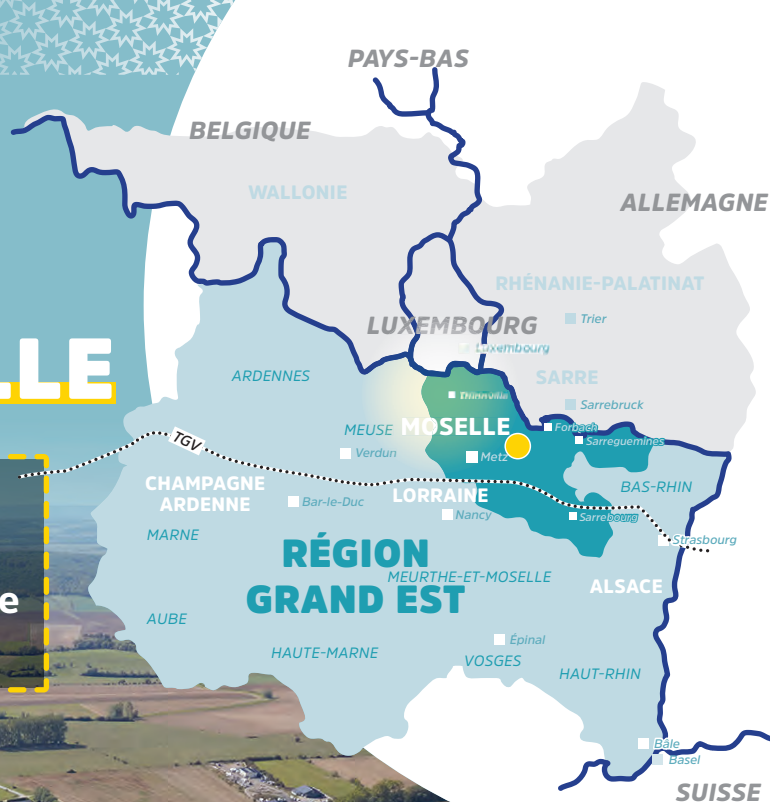 PAYS-BAS
BELGIQUE
WALLONIE
ALLEMAGNE
RHÉNANIE-PALATINAT
LUXEMBOURG
Trier
Luxembourg
LLE
ARDENNES
SARRE
Thionville
Sarrebruck
MEUSE
MOSELLE
Forbach
TGV
Sarreguemines
Verdun
Metz
CHAMPAGNE
ARDENNE
LORRAINE
BAS-RHIN
Bar-le-Duc
Nancy
Sarrebourg
MARNE
Strasbourg
RÉGION
GRAND EST
MEURTHE-ET-MOSELLE
ALSACE
e
AUBE
Épinal
HAUTE-MARNE
VOSGES
HAUT-RHIN
Bâle
Basel
SUISSE